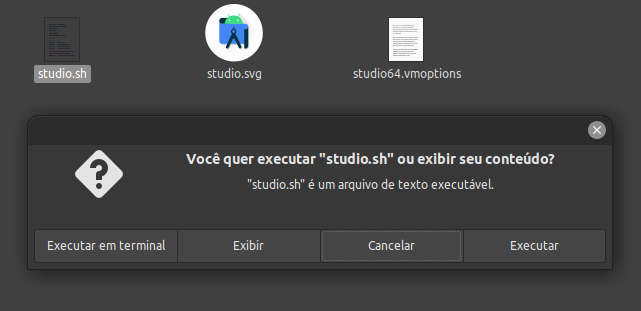 studio.sh
studio.svg
studio64.vmoptions
Você quer executar "studio.sh" ou exibir seu conteúdo?
"studio.sh" é um arquivo de texto executável.
Executar em terminal
Exibir
Cancelar
Executar